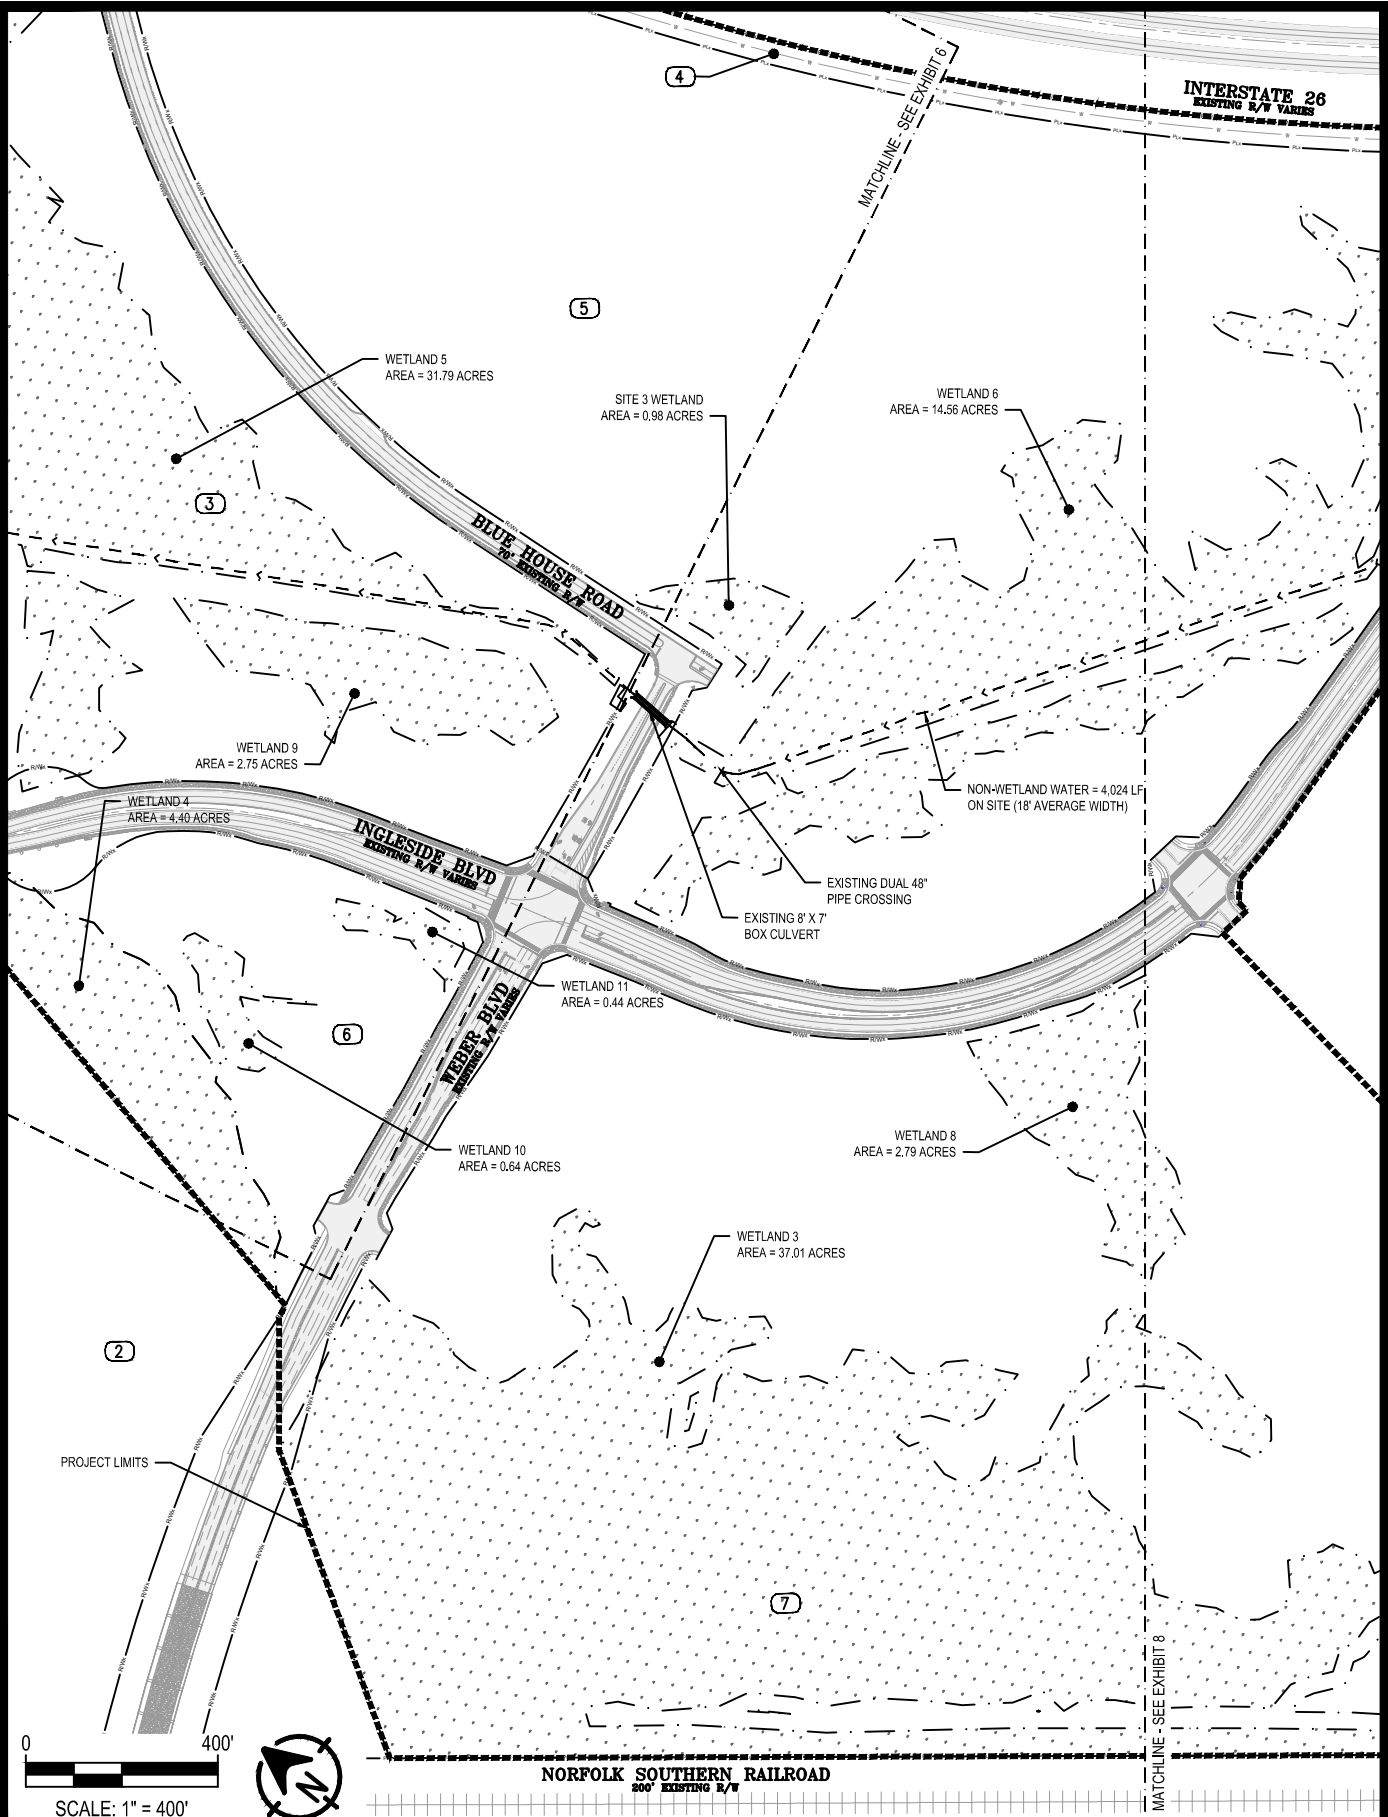 4
MATCHLINE - SEE EXHIBIT 6
INTERSTATE 26
EXISTING R/W VARIES
5
WETLAND 5
AREA = 31.79 ACRES
SITE 3 WETLAND
AREA = 0.98 ACRES
WETLAND 6
AREA = 14.56 ACRES
3
BLUE HOUSE ROAD
70' EXISTING R/W
WETLAND 9
AREA = 2.75 ACRES
WETLAND 4
AREA = 4.40 ACRES
INGLESIDE BLVD
EXISTING R/W VARIES
NON-WETLAND WATER = 4,024 LF
ON SITE (18' AVERAGE WIDTH)
EXISTING DUAL 48"
PIPE CROSSING
EXISTING 8' X 7'
BOX CULVERT
WETLAND 11
AREA = 0.44 ACRES
6
WEBER BLVD
EXISTING R/W VARIES
WETLAND 10
AREA = 0.64 ACRES
WETLAND 8
AREA = 2.79 ACRES
WETLAND 3
AREA = 37.01 ACRES
2
PROJECT LIMITS
7
MATCHLINE - SEE EXHIBIT 8
0 400'
SCALE: 1" = 400'
N
NORFOLK SOUTHERN RAILROAD
200' EXISTING R/W